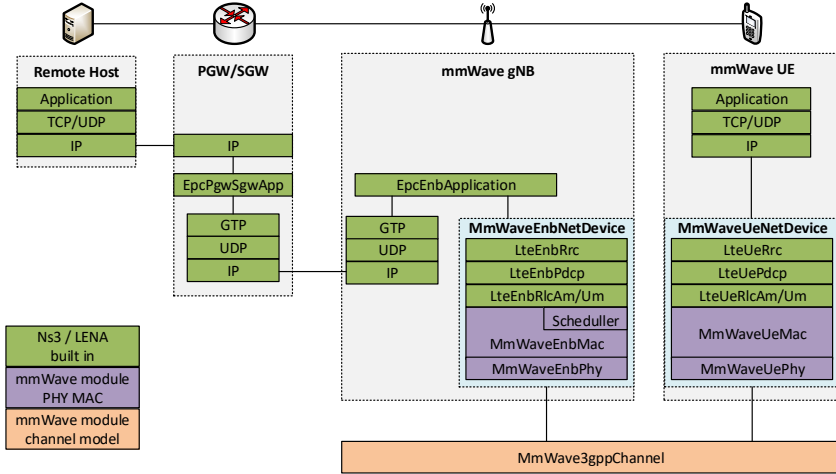 Remote Host
Application
TCP/UDP
IP
PGW/SGW
IP
EpcPgwSgwApp
GTP
UDP
IP
mmWave gNB
EpcEnbApplication
GTP
UDP
IP
MmWaveEnbNetDevice
LteEnbRrc
LteEnbPdcp
LteEnbRlcAm/Um
Scheduller
MmWaveEnbMac
MmWaveEnbPhy
mmWave UE
Application
TCP/UDP
IP
MmWaveUeNetDevice
LteUeRrc
LteUePdcp
LteUeRlcAm/Um
MmWaveUeMac
MmWaveUePhy
Ns3 / LENA
built in
mmWave module
PHY MAC
mmWave module
channel model
MmWave3gppChannel